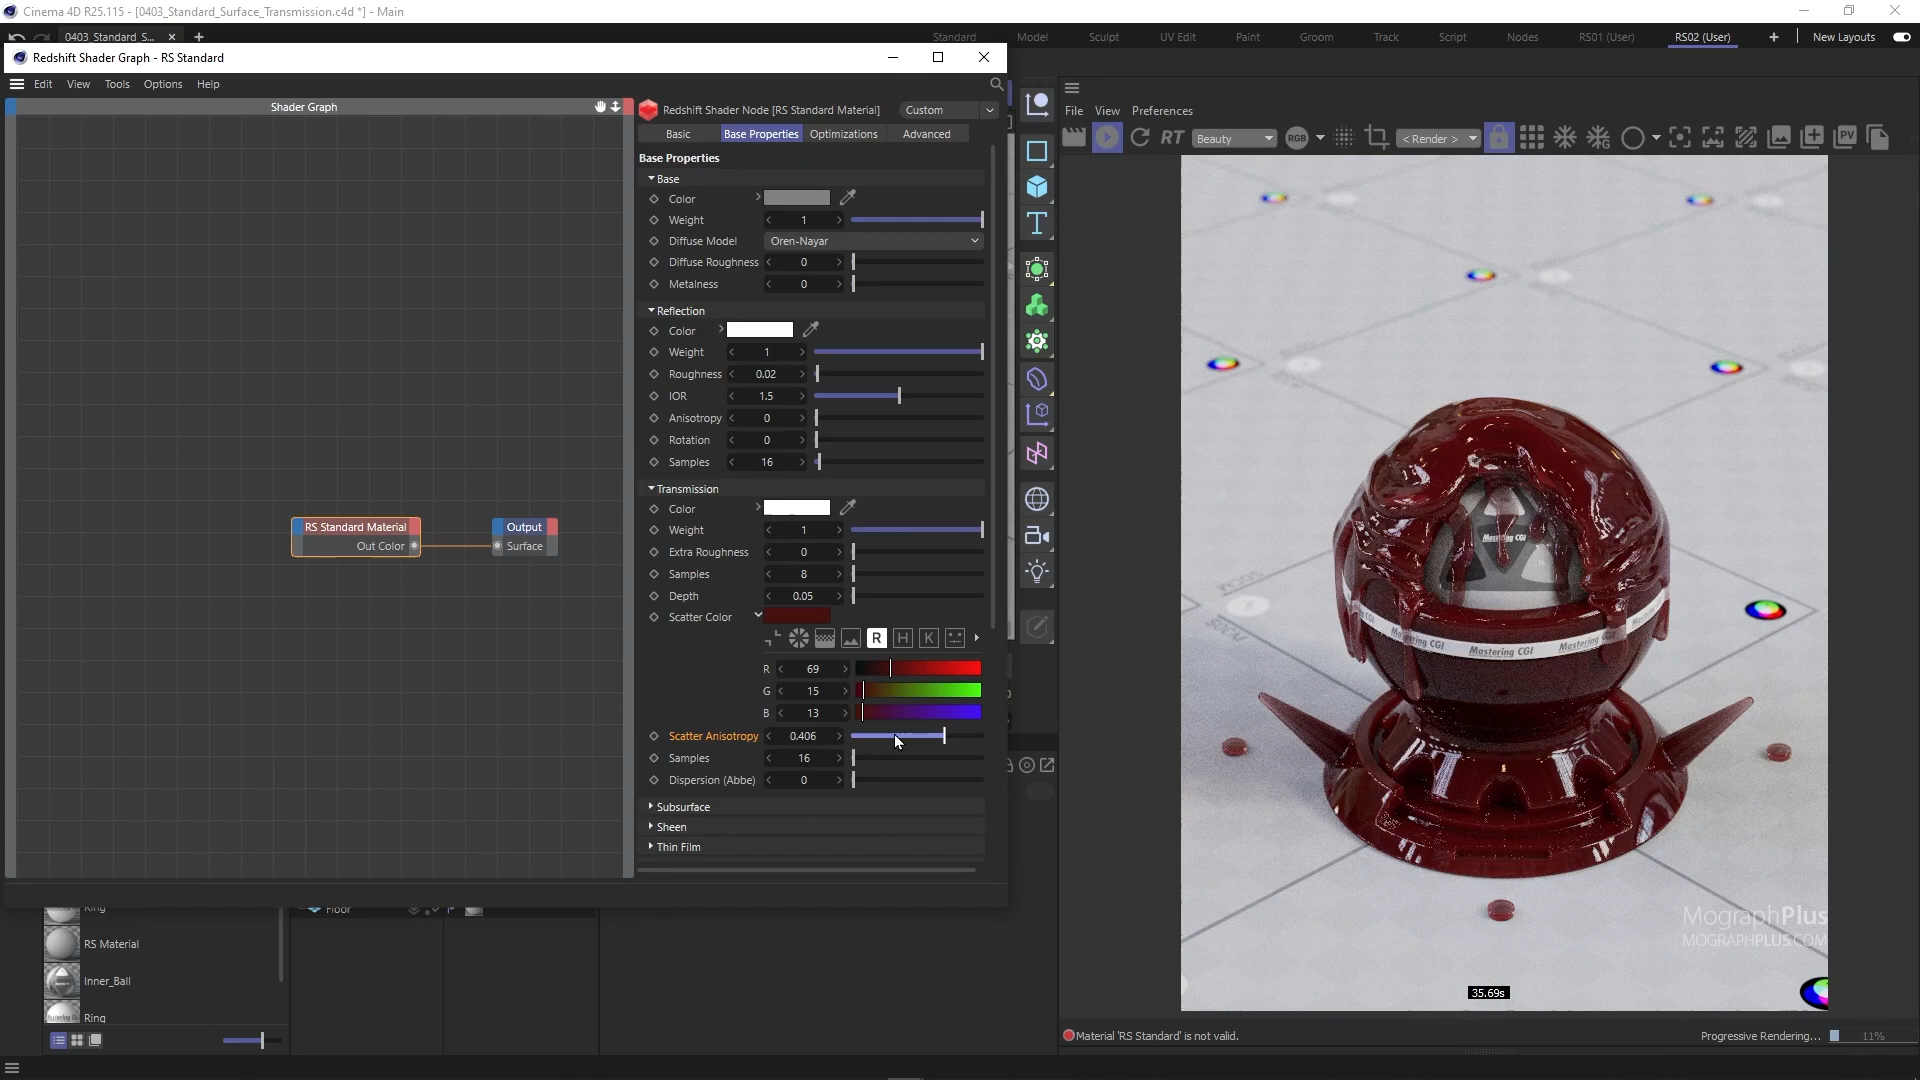 Cinema 4D R25.115 - [0403_Standard_Surface_Transmission.c4d *] - Main
0403_Standard_S...
Standard
Model
Sculpt
UV Edit
Paint
Groom
Track
Script
Nodes
RS01 (User)
RS02 (User)
New Layouts
Redshift Shader Graph - RS Standard
Edit View Tools Options Help
Shader Graph
RS Standard Material
Out Color
Output
Surface
Redshift Shader Node [RS Standard Material]
Custom
Basic
Base Properties
Optimizations
Advanced
Base Properties
Base
Color
Weight 1
Diffuse Model Oren-Nayar
Diffuse Roughness 0
Metalness 0
Reflection
Color
Weight 1
Roughness 0.02
IOR 1.5
Anisotropy 0
Rotation 0
Samples 16
Transmission
Color
Weight 1
Extra Roughness 0
Samples 8
Depth 0.05
Scatter Color
R H K
R 69
G 15
B 13
Scatter Anisotropy 0.406
Samples 16
Dispersion (Abbe) 0
Subsurface
Sheen
Thin Film
Ring
Floor
RS Material
Inner_Ball
Ring
File View Preferences
RT
Beauty
RGB
< Render >
PV
Mastering CGI
Mastering CGI
Mastering CGI
Mastering CGI
MographPlus
MOGRAPHPLUS.COM
35.69s
Material 'RS Standard' is not valid.
Progressive Rendering...
11%